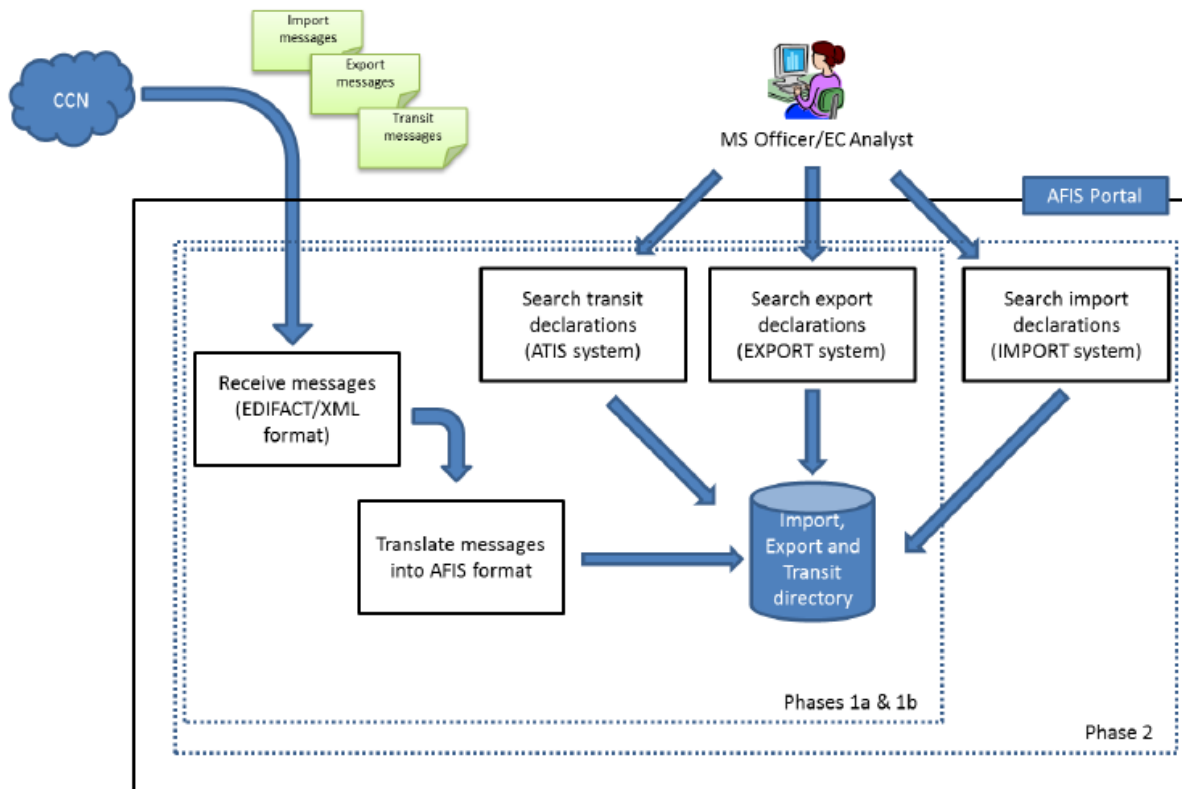 Import
messages
Export
messages
Transit
messages
CCN
MS Officer/EC Analyst
AFIS Portal
Search transit
declarations
(ATIS system)
Search export
declarations
(EXPORT system)
Search import
declarations
(IMPORT system)
Receive messages
(EDIFACT/XML
format)
Translate messages
into AFIS format
Import,
Export and
Transit
directory
Phases 1a & 1b
Phase 2